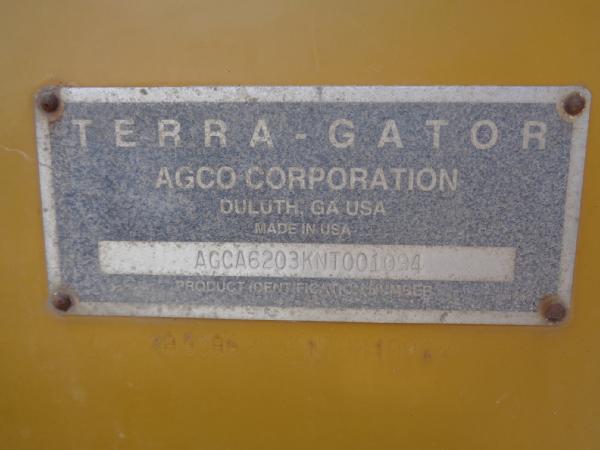 TERRA-GATOR
AGCO CORPORATION
DULUTH, GA USA
MADE IN USA
AGCA6203KNT001094
PRODUCT IDENTIFICATION NUMBER